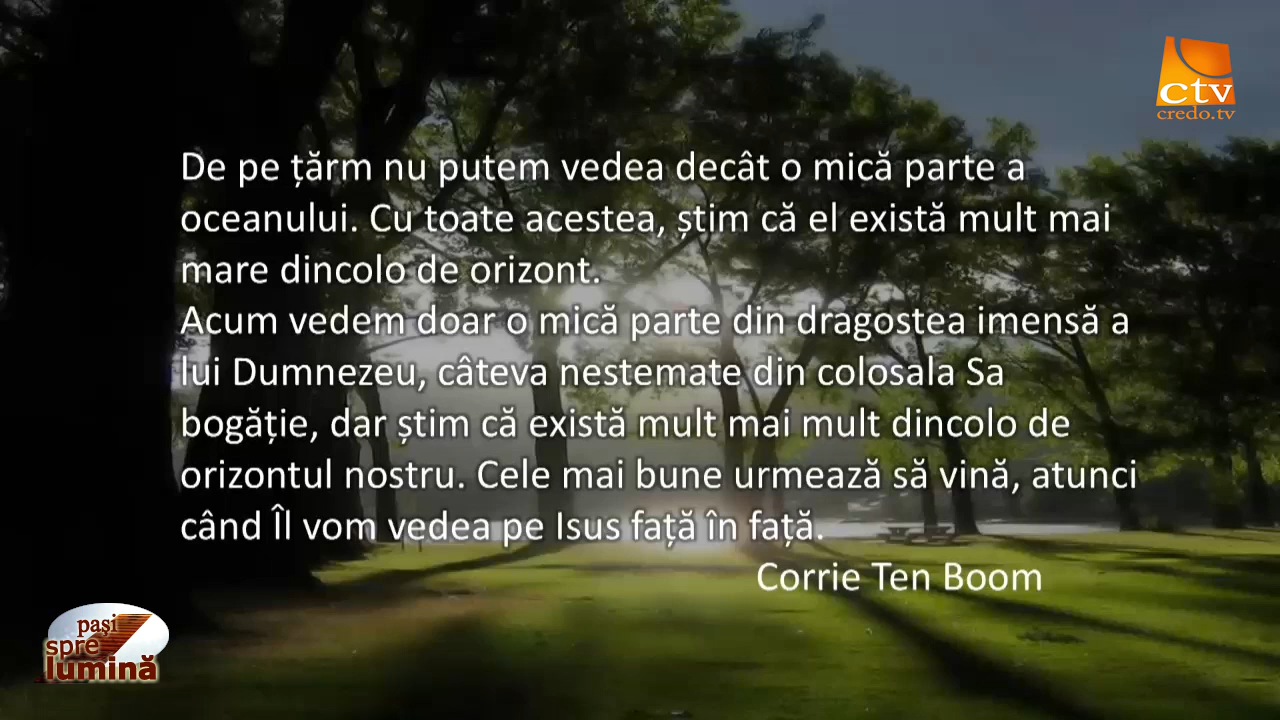 ctv
credo.tv
De pe țărm nu putem vedea decât o mică parte a
oceanului. Cu toate acestea, știm că el există mult mai
mare dincolo de orizont.
Acum vedem doar o mică parte din dragostea imensă a
lui Dumnezeu, câteva nestemate din colosala Sa
bogăție, dar știm că există mult mai mult dincolo de
orizontul nostru. Cele mai bune urmează să vină, atunci
când Îl vom vedea pe Isus față în față.
Corrie Ten Boom
pași
spre
lumină